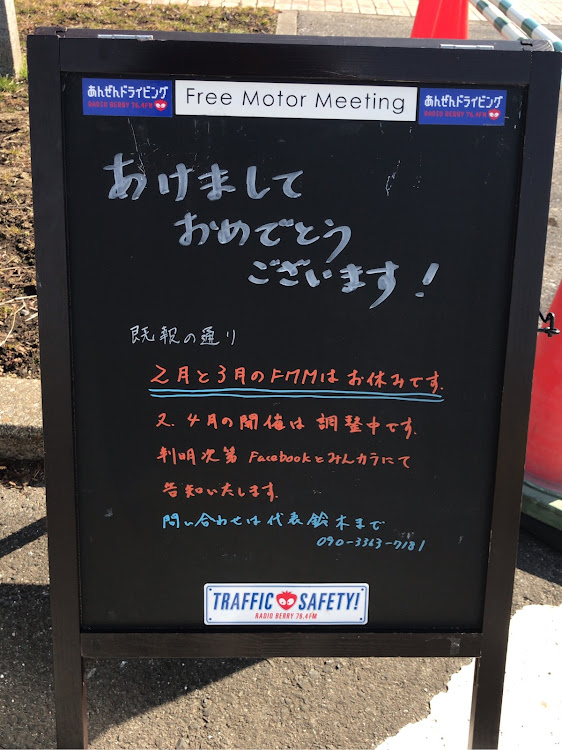 あんぜんドライビング
RADIO BERRY 76.4FM
Free Motor Meeting
あんぜんドライビング
RADIO BERRY 76.4FM
あけまして
おめでとう
ございます!
既報の通り
2月と3月のFMMはお休みです.
又、4月の開催は調整中です.
判明次第 Facebookとみんカラにて
告知いたします.
問い合わせは代表鈴木まで
090-3363-7181
TRAFFIC SAFETY!
RADIO BERRY 76.4FM